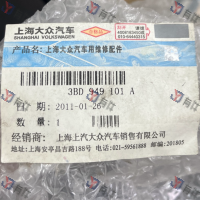 上海大众汽车
SHANGHAI VOLKSWAGEN
产品名称: 上海大众汽车用维修配件
3BD 949 101 A
日期: 2011-01-26
数量: 1
经销商: 上海上汽大众汽车销售有限公司
地址: 上海安亭昌吉路188号 电话: 021-59561888 邮编: 201805